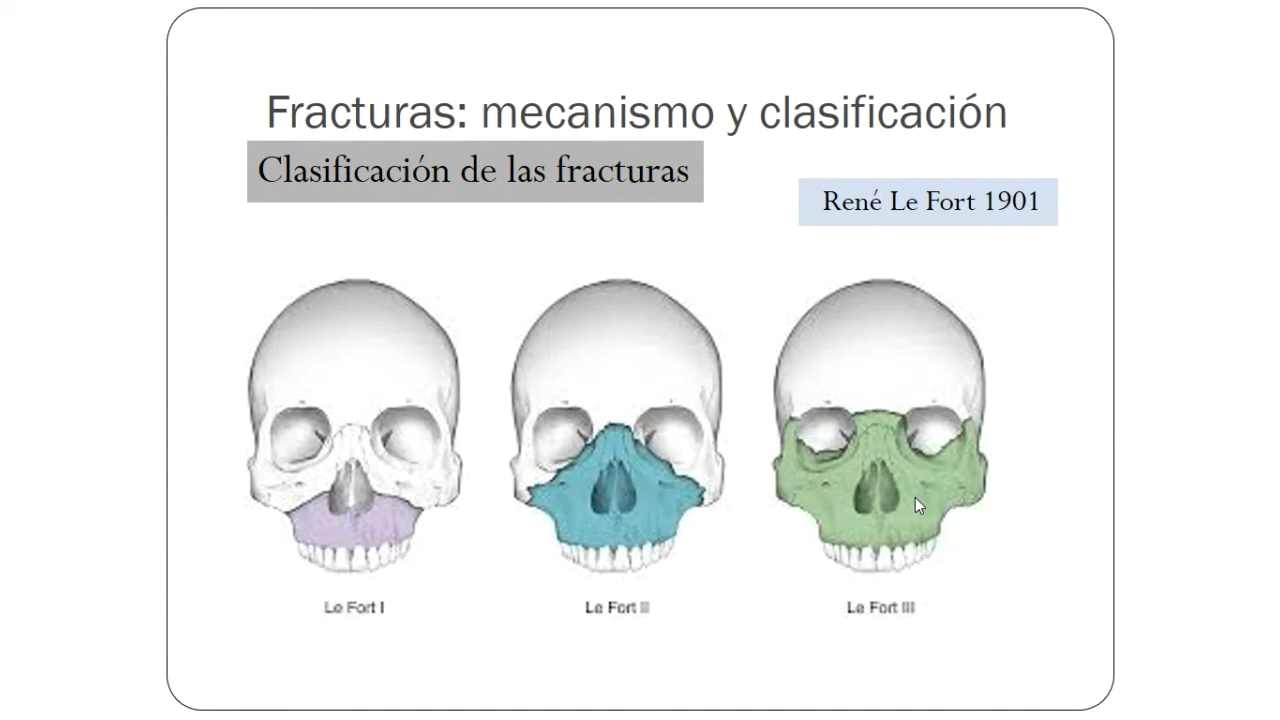 Fracturas: mecanismo y clasificación
Clasificación de las fracturas
René Le Fort 1901
Le Fort I
Le Fort II
Le Fort III